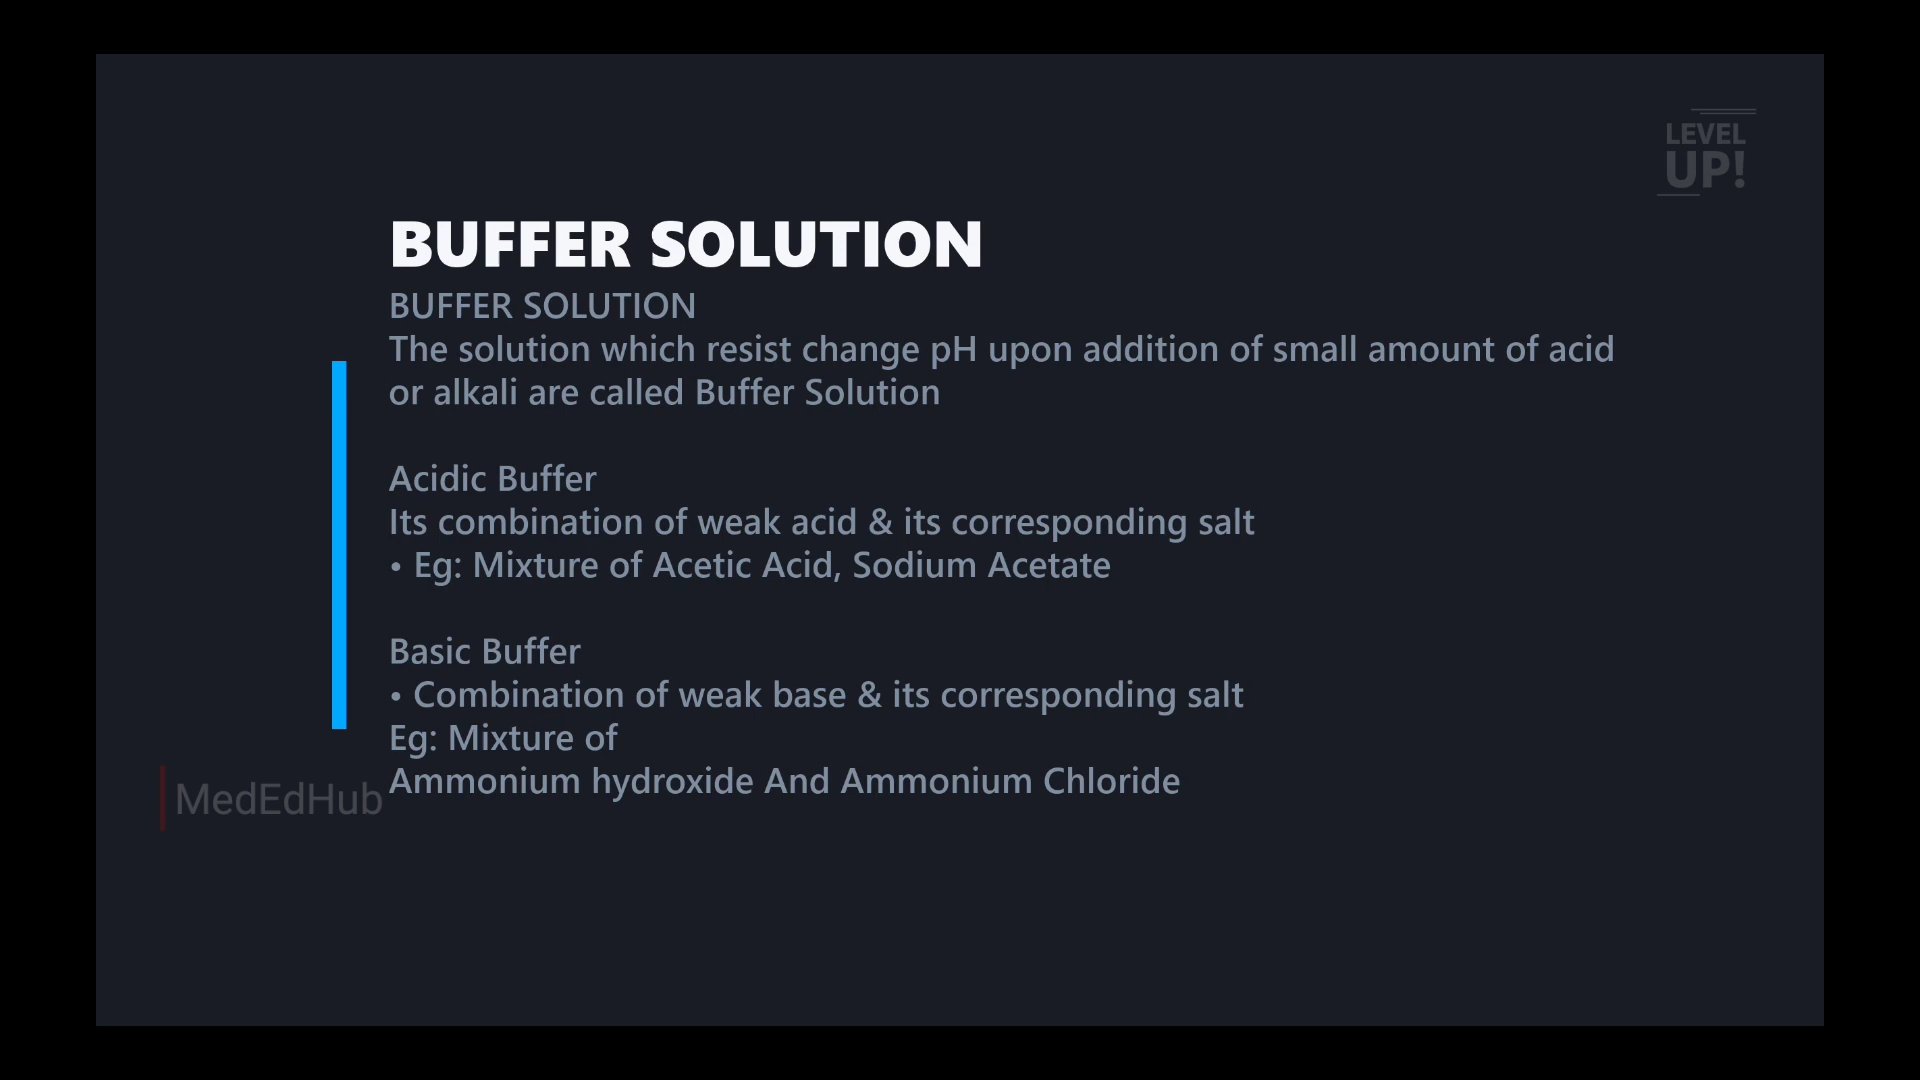 LEVEL
UP!
BUFFER SOLUTION
BUFFER SOLUTION
The solution which resist change pH upon addition of small amount of acid
or alkali are called Buffer Solution
Acidic Buffer
Its combination of weak acid & its corresponding salt
• Eg: Mixture of Acetic Acid, Sodium Acetate
Basic Buffer
• Combination of weak base & its corresponding salt
Eg: Mixture of
Ammonium hydroxide And Ammonium Chloride
MedEdHub